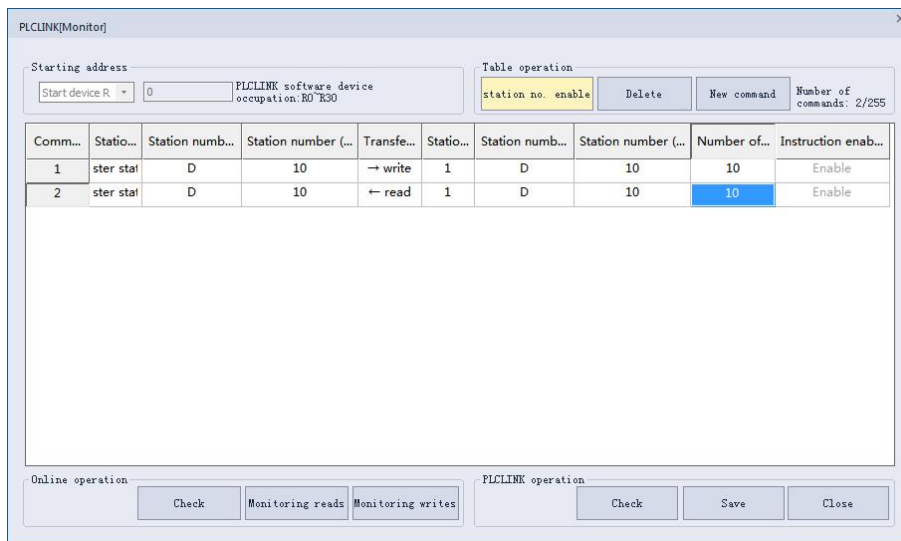 PLCLINK[Monitor]
Starting address
Start device R
0
PLCLINK software device
occupation:R0~R30
Table operation
station no. enable
Delete
New command
Number of
commands: 2/255
Comm... Statio... Station numb... Station number (... Transfe... Statio... Station numb... Station number (... Number of... Instruction enab...
1 ster stat D 10 → write 1 D 10 10 Enable
2 ster stat D 10 ← read 1 D 10 10 Enable
Online operation
Check
Monitoring reads
Monitoring writes
PLCLINK operation
Check
Save
Close